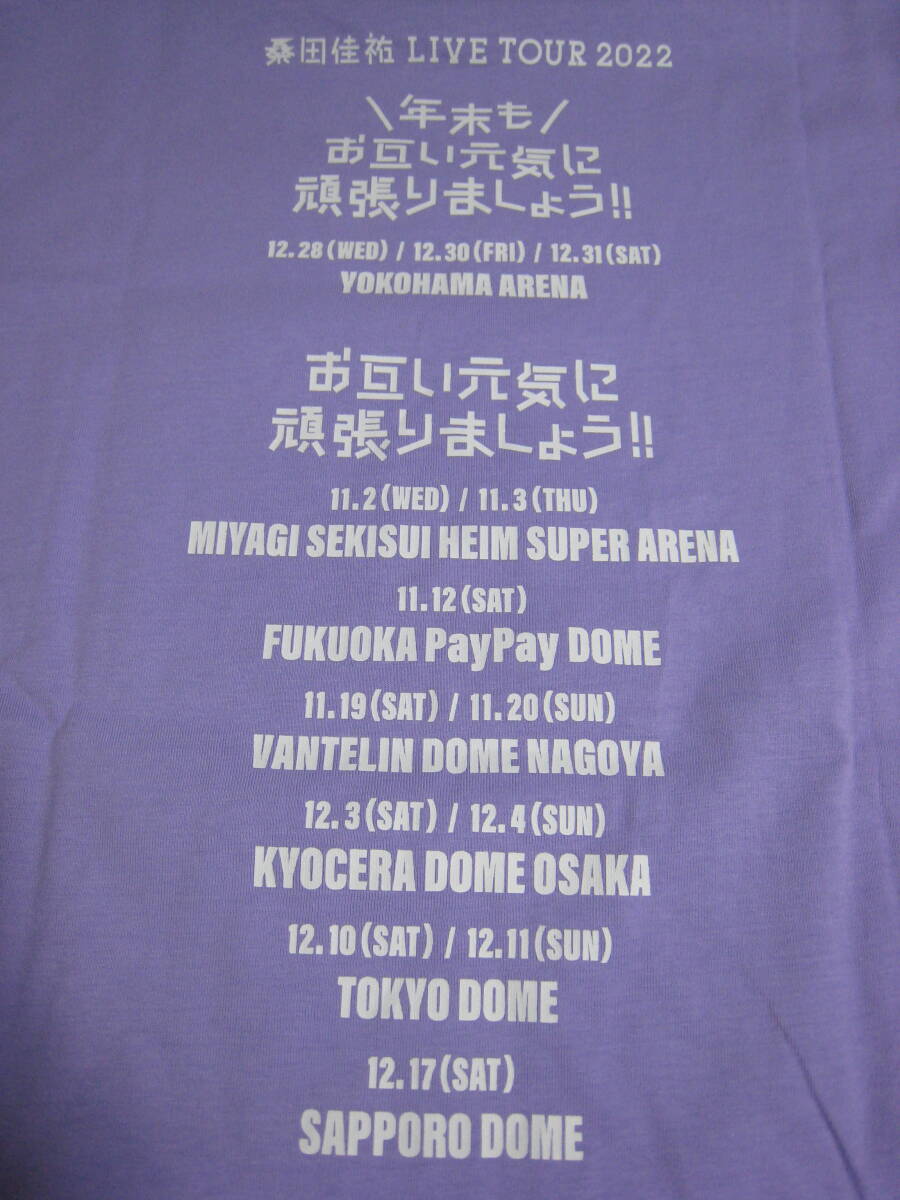 桑田佳祐 LIVE TOUR 2022
\年末も/
お互い元気に
頑張りましょう!!
12.28(WED) / 12.30(FRI) / 12.31(SAT)
YOKOHAMA ARENA
お互い元気に
頑張りましょう!!
11.2(WED) / 11.3(THU)
MIYAGI SEKISUI HEIM SUPER ARENA
11.12(SAT)
FUKUOKA PayPay DOME
11.19(SAT) / 11.20(SUN)
VANTELIN DOME NAGOYA
12.3(SAT) / 12.4(SUN)
KYOCERA DOME OSAKA
12.10(SAT) / 12.11(SUN)
TOKYO DOME
12.17(SAT)
SAPPORO DOME